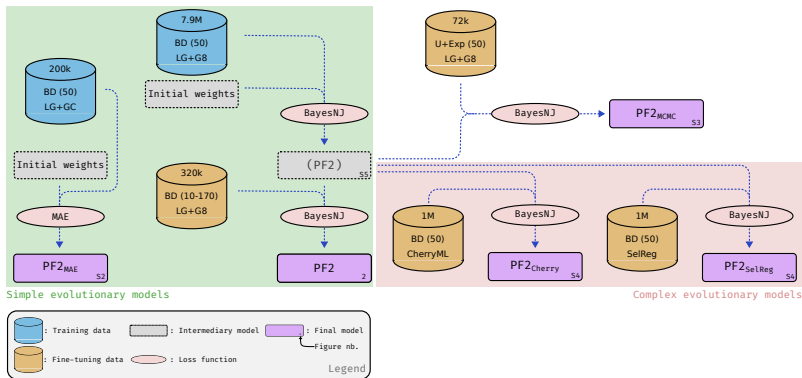 7.9M
BD (50)
LG+G8
72k
U+Exp (50)
LG+G8
200k
BD (50)
LG+GC
Initial weights
BayesNJ
BayesNJ
PF2MCMC
S3
Initial weights
(PF2)
S5
320k
BD (10-170)
LG+G8
MAE
BayesNJ
1M
BD (50)
CherryML
BayesNJ
1M
BD (50)
SelReg
BayesNJ
PF2MAE
S2
PF2
2
PF2Cherry
S4
PF2SelReg
S4
Simple evolutionary models
Complex evolutionary models
: Training data
: Intermediary model
: Final model
Figure nb.
: Fine-tuning data
: Loss function
Legend